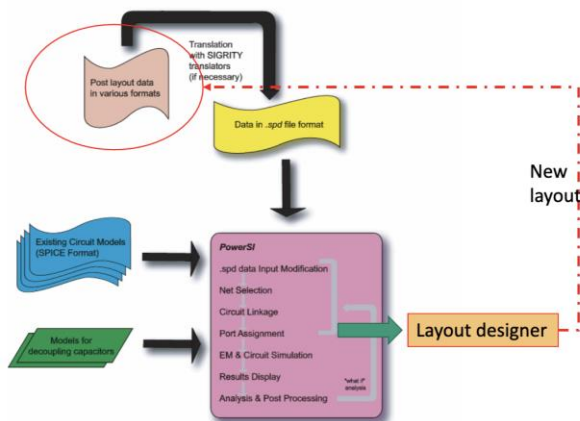 Translation
with SIGRITY
translators
(if necessary)
Post layout data
in various formats
Data in .spd file format
New
layout
Existing Circuit Models
(SPICE Format)
PowerSI
.spd data Input Modification
Net Selection
Circuit Linkage
Port Assignment
EM & Circuit Simulation
Results Display
Analysis & Post Processing
"what if"
analysis
Layout designer
Models for
decoupling capacitors